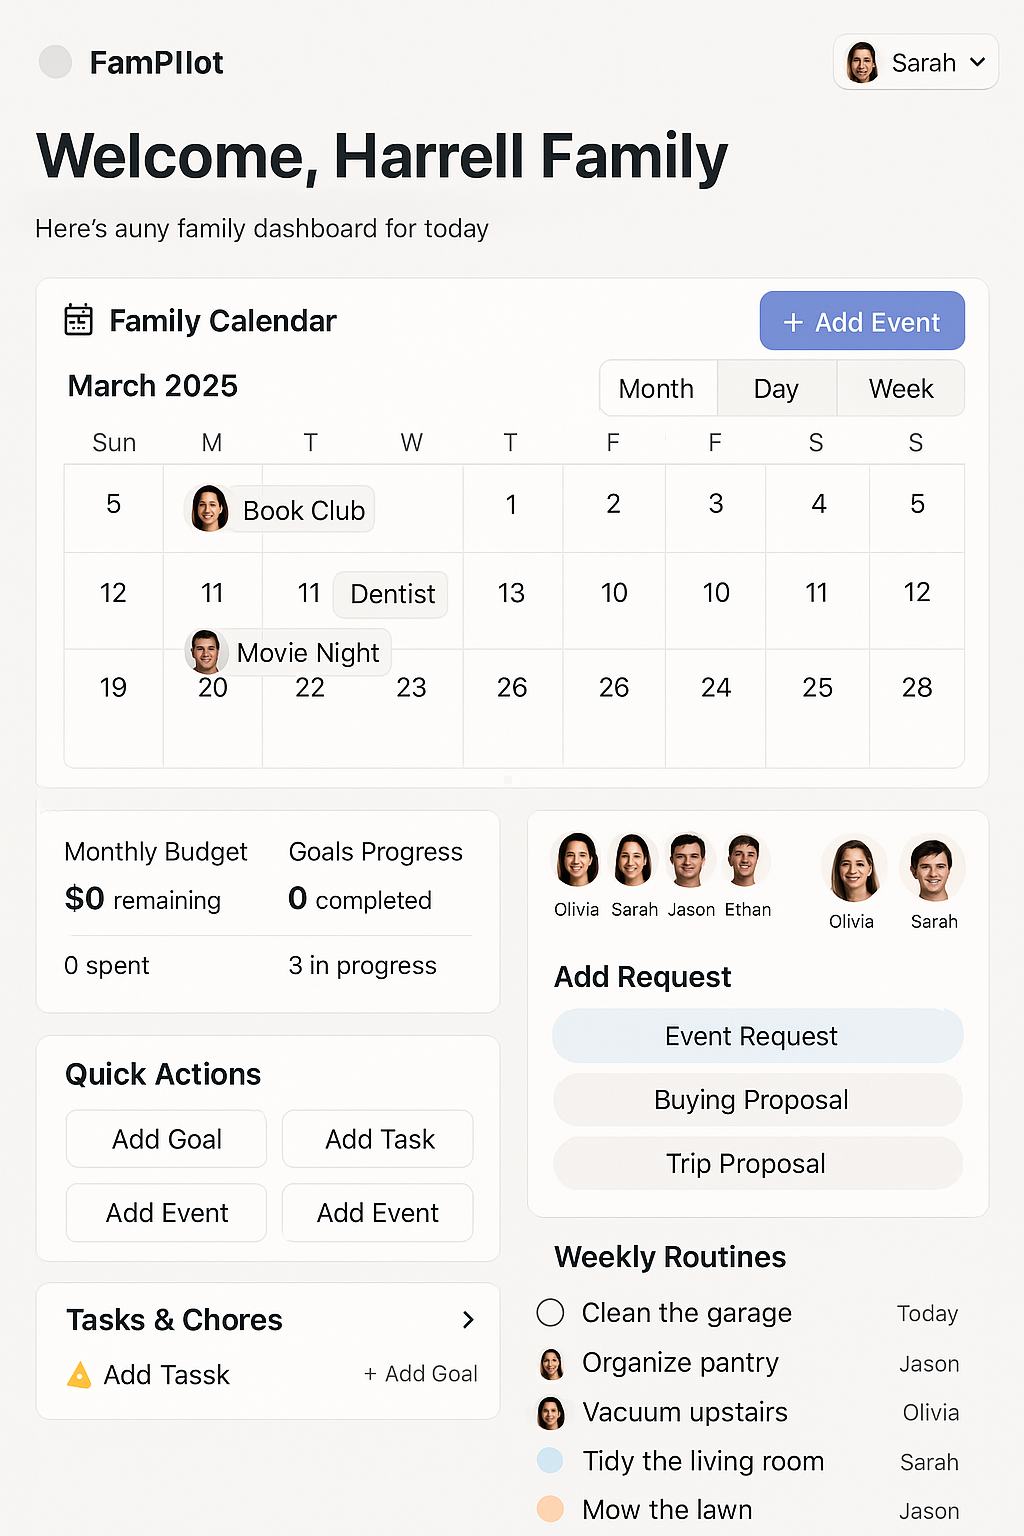 FamPIlot
Sarah
Welcome, Harrell Family
Here's auny family dashboard for today
Family Calendar
+ Add Event
March 2025
Month Day Week
Sun M T W T F F S S
5 Book Club 1 2 3 4 5
12 11 11 Dentist 13 10 10 11 12
Movie Night
19 20 22 23 26 26 24 25 28
Monthly Budget Goals Progress
$0 remaining 0 completed
0 spent 3 in progress
Olivia Sarah Jason Ethan Olivia Sarah
Add Request
Event Request
Buying Proposal
Trip Proposal
Quick Actions
Add Goal Add Task
Add Event Add Event
Tasks & Chores
Add Tassk + Add Goal
Weekly Routines
Clean the garage Today
Organize pantry Jason
Vacuum upstairs Olivia
Tidy the living room Sarah
Mow the lawn Jason